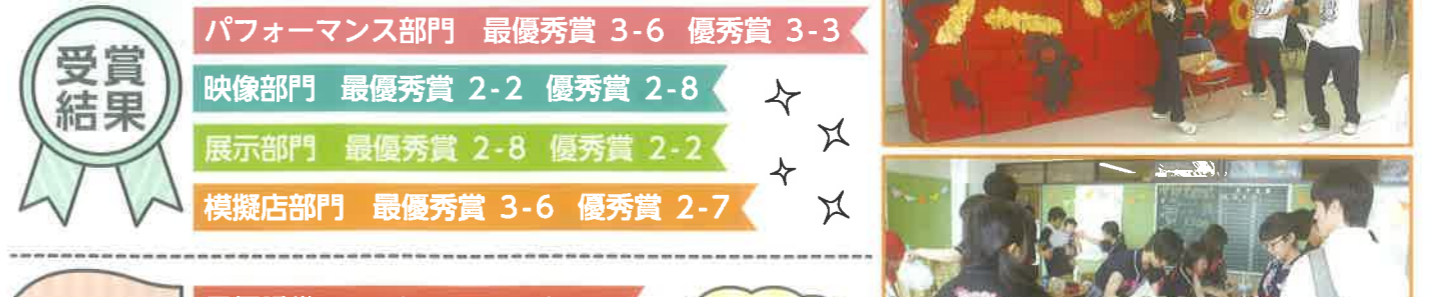 受賞
結果
パフォーマンス部門 最優秀賞 3-6 優秀賞 3-3
映像部門 最優秀賞 2-2 優秀賞 2-8
展示部門 最優秀賞 2-8 優秀賞 2-2
模擬店部門 最優秀賞 3-6 優秀賞 2-7